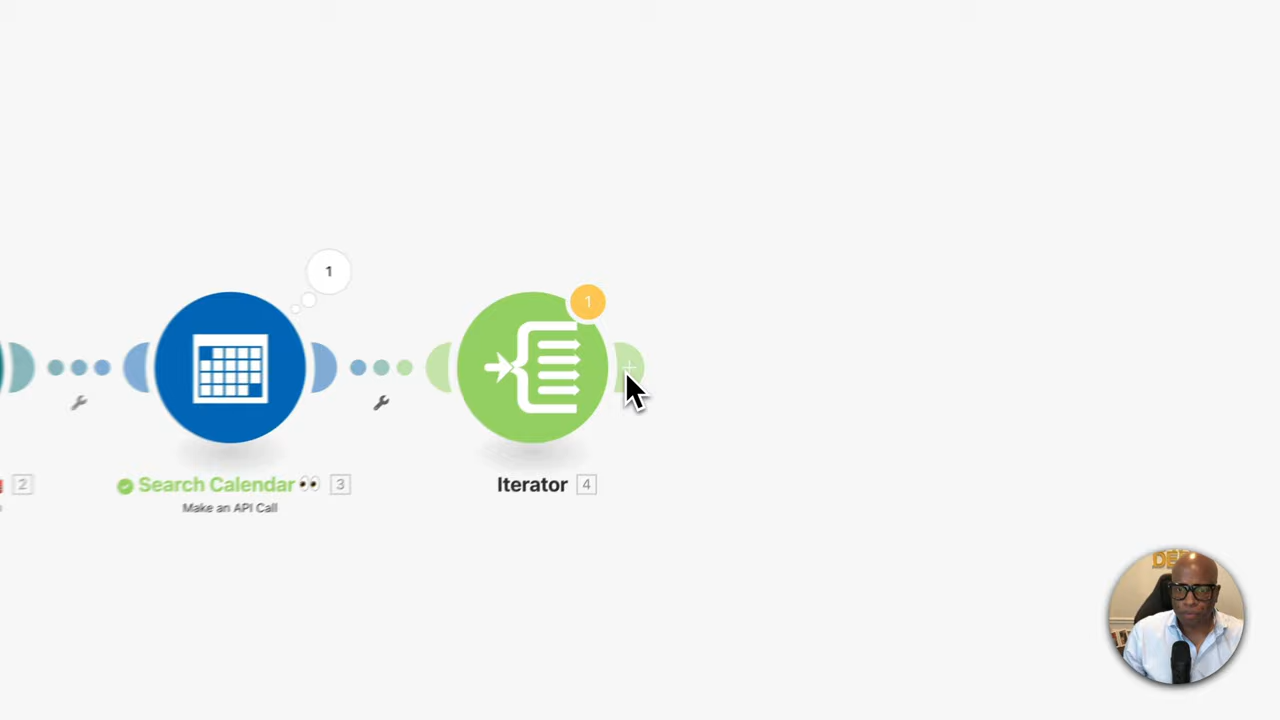 1
1
Search Calendar 👀 3
Make an API Call
Iterator 4
2